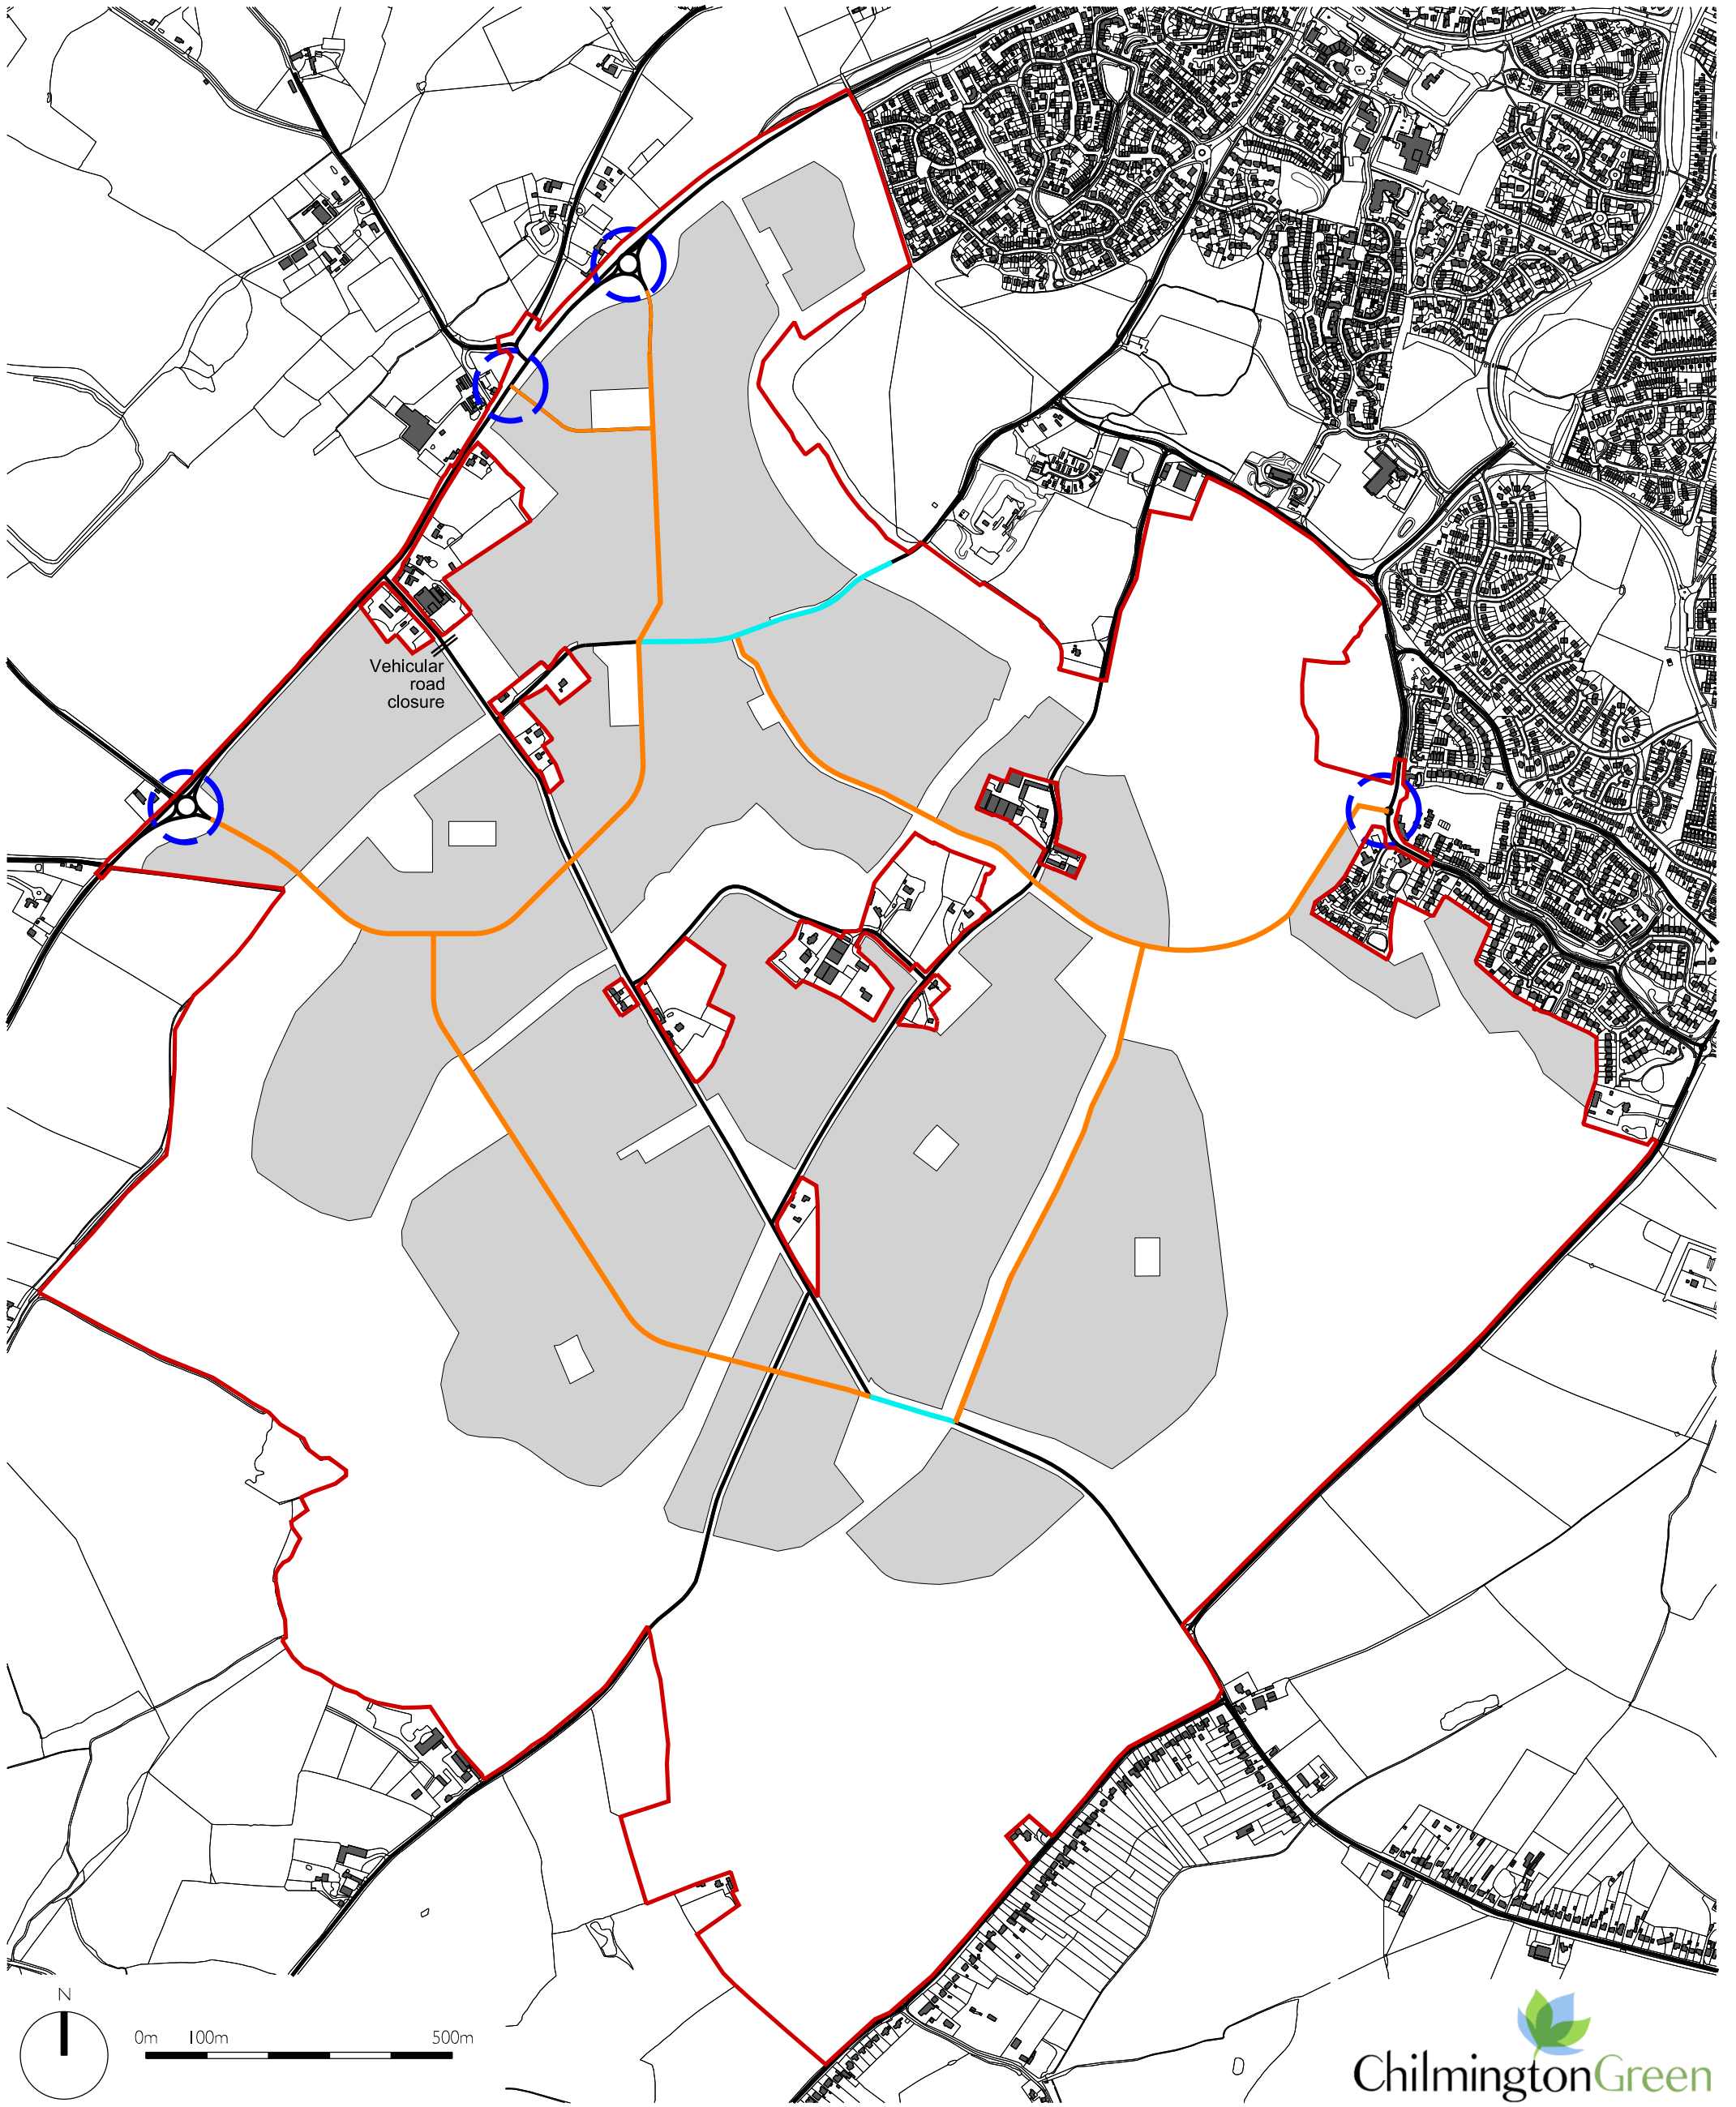 Vehicular
road
closure
N
0m 100m 500m
ChilmingtonGreen